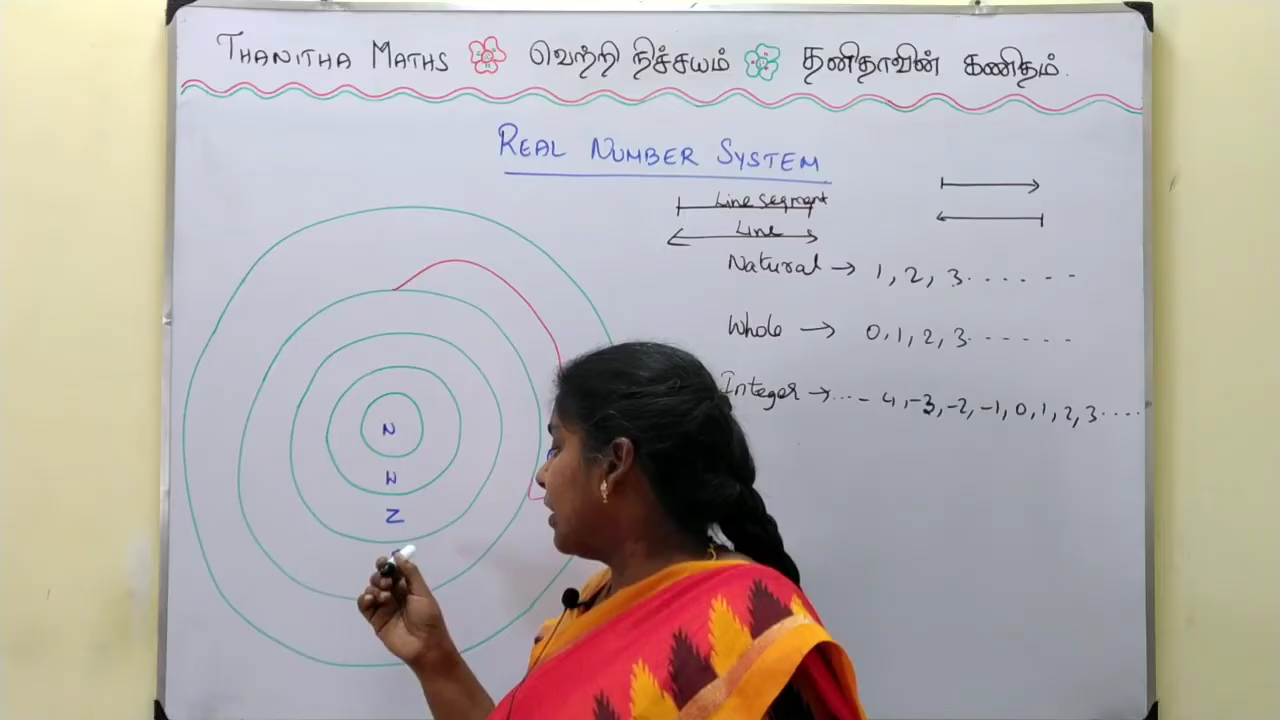 THANITHA MATHS வெற்றி நிச்சயம் தனிதாவின் கணிதம்.
REAL NUMBER SYSTEM
Line segment
Line
Natural → 1, 2, 3. . . . . . .
Whole → 0, 1, 2, 3. . . . . . .
Integer → ... - 4, -3, -2, -1, 0, 1, 2, 3. . . . .
N
W
Z